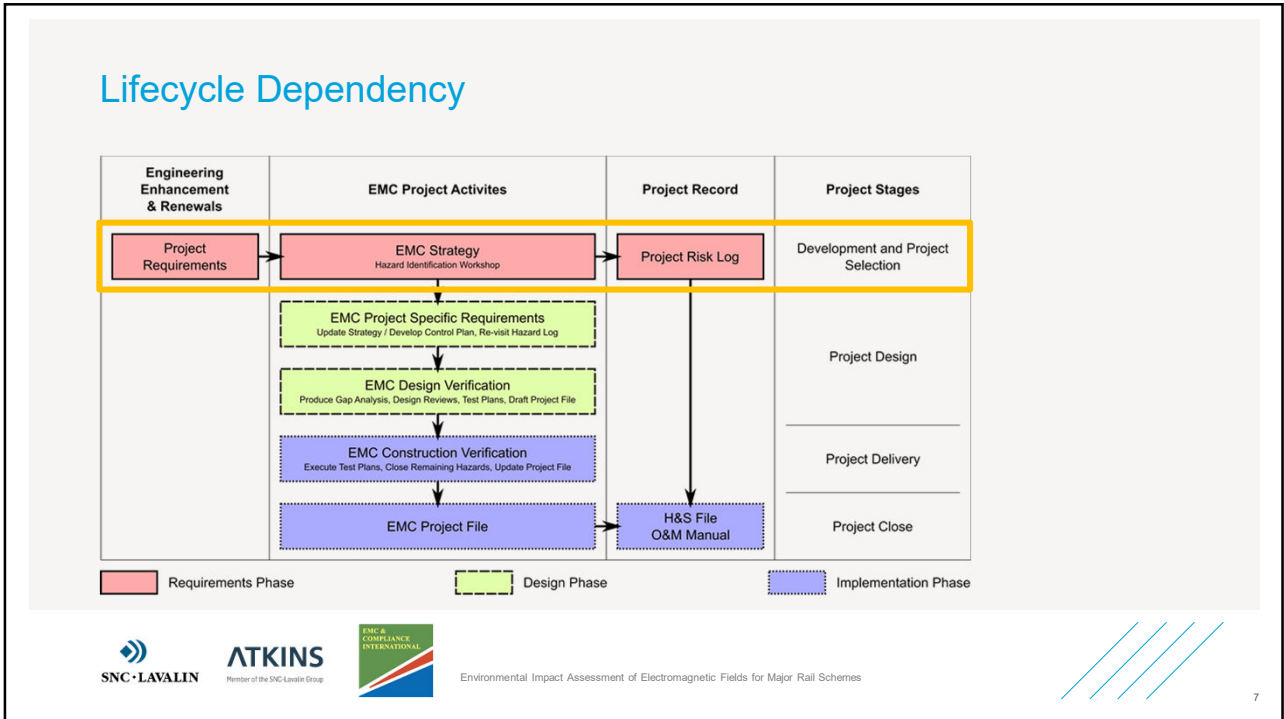 Lifecycle Dependency
Engineering
Enhancement
& Renewals
EMC Project Activites
Project Record
Project Stages
Project
Requirements
EMC Strategy
Hazard Identification Workshop
Project Risk Log
Development and Project
Selection
EMC Project Specific Requirements
Update Strategy / Develop Control Plan, Re-visit Hazard Log
Project Design
EMC Design Verification
Produce Gap Analysis, Design Reviews, Test Plans, Draft Project File
EMC Construction Verification
Execute Test Plans, Close Remaining Hazards, Update Project File
Project Delivery
EMC Project File
H&S File
O&M Manual
Project Close
Requirements Phase
Design Phase
Implementation Phase
SNC·LAVALIN
ATKINS
Member of the SNC-Lavalin Group
EMC &
COMPLIANCE
INTERNATIONAL
Environmental Impact Assessment of Electromagnetic Fields for Major Rail Schemes
7